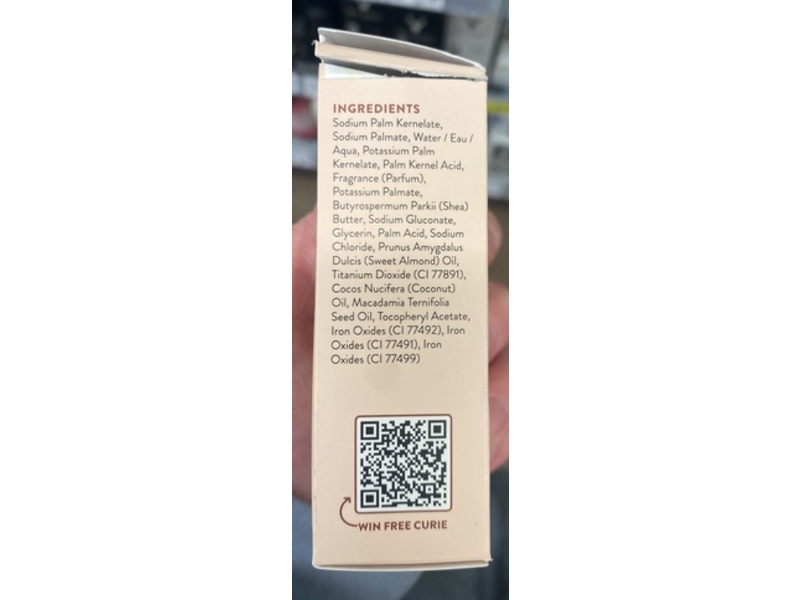 INGREDIENTS
Sodium Palm Kernelate,
Sodium Palmate, Water / Eau /
Aqua, Potassium Palm
Kernelate, Palm Kernel Acid,
Fragrance (Parfum),
Potassium Palmate,
Butyrospermum Parkii (Shea)
Butter, Sodium Gluconate,
Glycerin, Palm Acid, Sodium
Chloride, Prunus Amygdalus
Dulcis (Sweet Almond) Oil,
Titanium Dioxide (CI 77891),
Cocos Nucifera (Coconut)
Oil, Macadamia Ternifolia
Seed Oil, Tocopheryl Acetate,
Iron Oxides (CI 77492), Iron
Oxides (CI 77491), Iron
Oxides (CI 77499)
WIN FREE CURIE